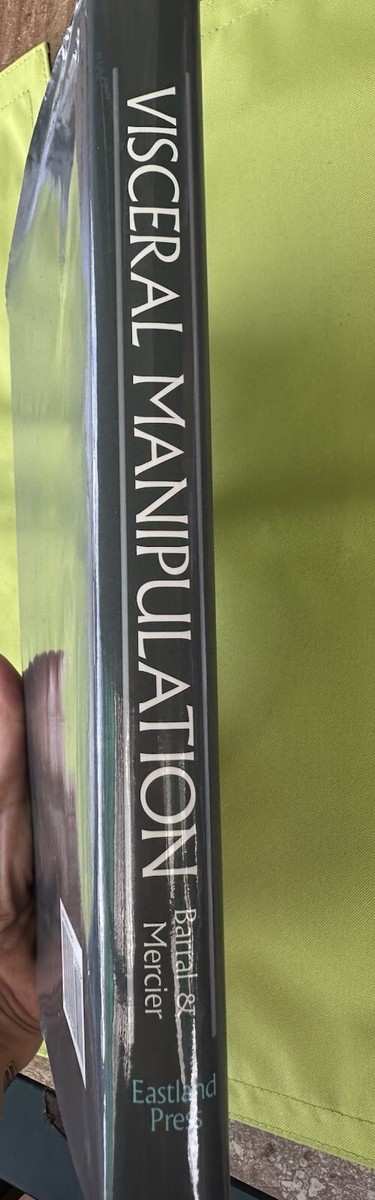 VISCERAL MANIPULATION
Barral &
Mercier
Eastland
Press